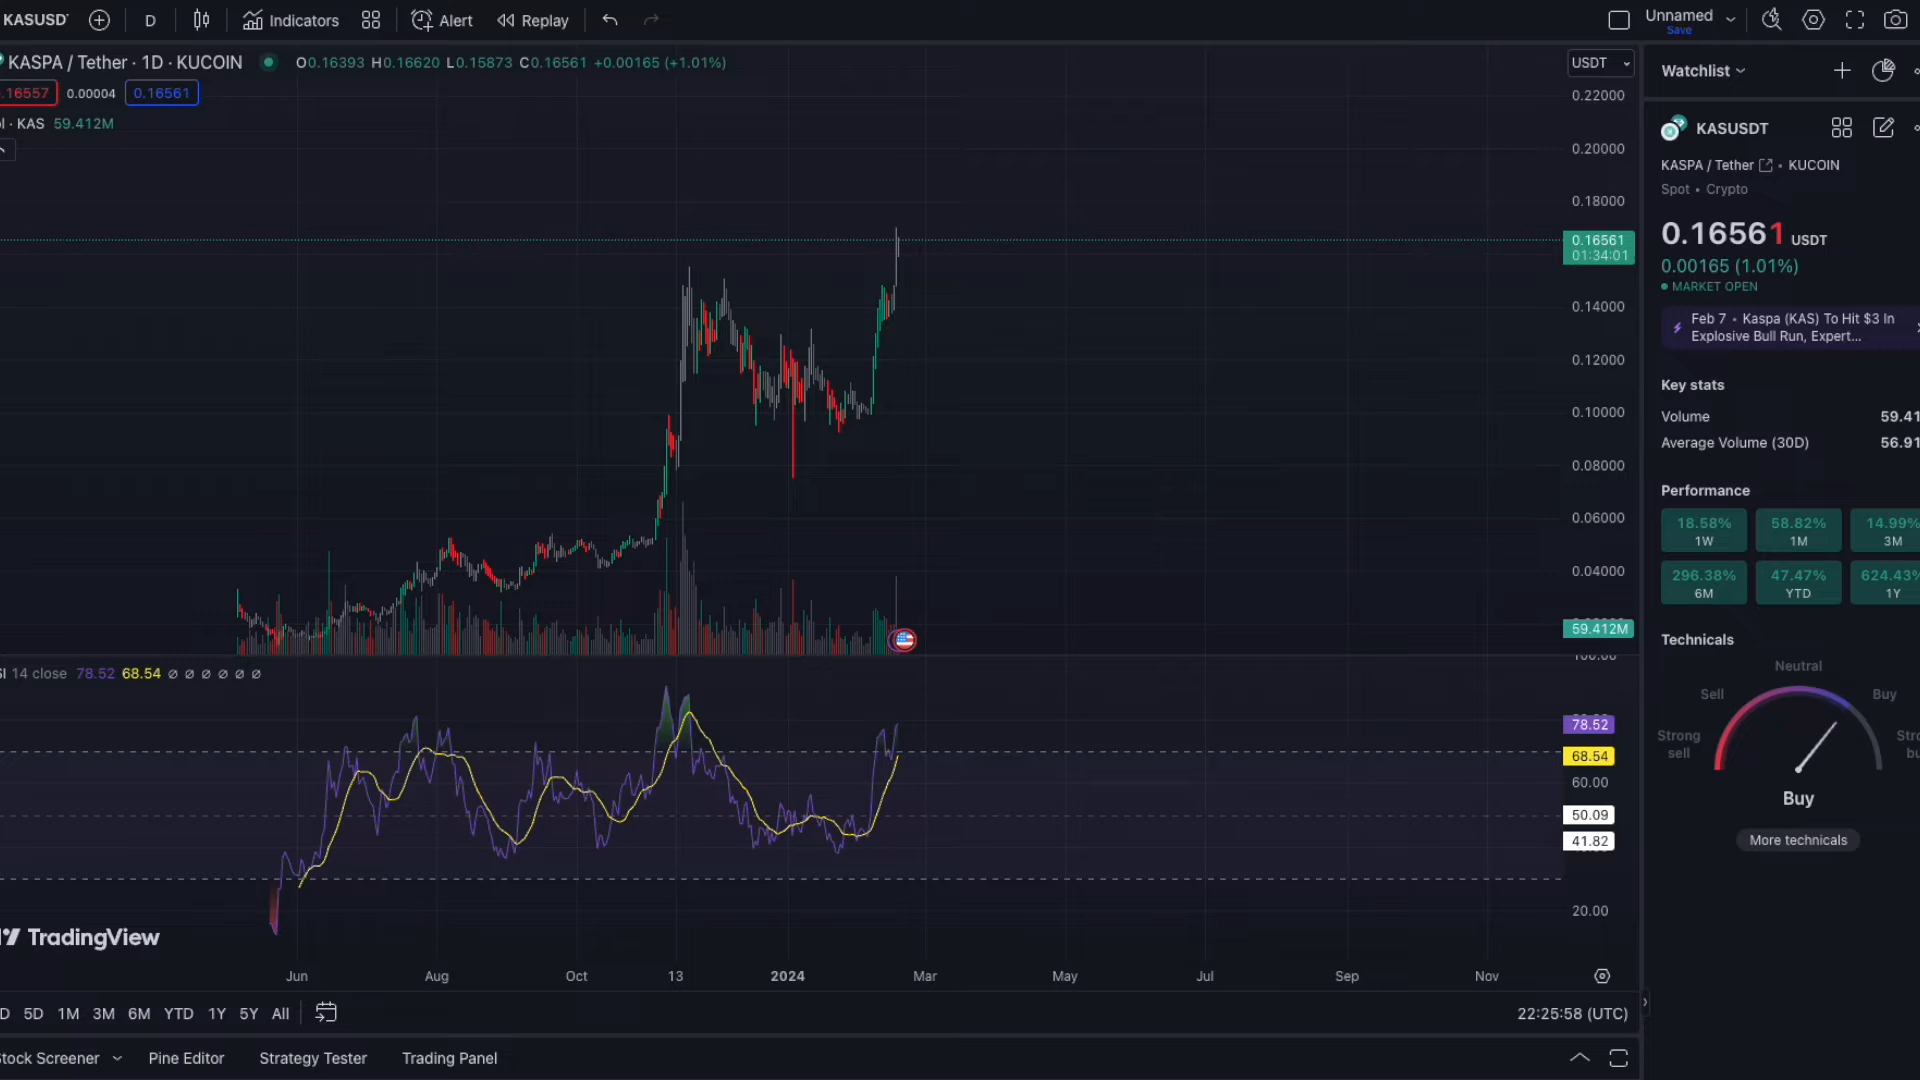 KASUSD
D
Indicators
Alert
Replay
Unnamed
Save
KASPA / Tether · 1D · KUCOIN
O0.16393 H0.16620 L0.15873 C0.16561 +0.00165 (+1.01%)
USDT
.16557 0.00004 0.16561
· KAS 59.412M
0.22000
0.20000
0.18000
0.16561
01:34:01
0.14000
0.12000
0.10000
0.08000
0.06000
0.04000
59.412M
100.00
14 close 78.52 68.54 ∅ ∅ ∅ ∅ ∅ ∅
78.52
68.54
60.00
50.09
41.82
20.00
TradingView
Jun Aug Oct 13 2024 Mar May Jul Sep Nov
D 5D 1M 3M 6M YTD 1Y 5Y All
22:25:58 (UTC)
tock Screener Pine Editor Strategy Tester Trading Panel
Watchlist
KASUSDT
KASPA / Tether • KUCOIN
Spot • Crypto
0.16561 USDT
0.00165 (1.01%)
MARKET OPEN
Feb 7 • Kaspa (KAS) To Hit $3 In
Explosive Bull Run, Expert...
Key stats
Volume 59.41
Average Volume (30D) 56.91
Performance
18.58% 58.82% 14.99%
1W 1M 3M
296.38% 47.47% 624.43%
6M YTD 1Y
Technicals
Neutral
Sell Buy
Strong
sell
Stro
bu
Buy
More technicals